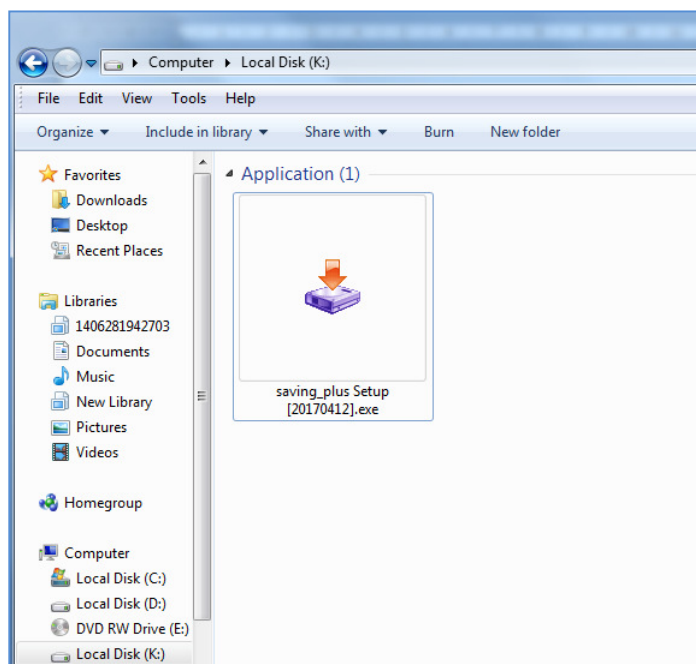 Computer Local Disk (K:)
File Edit View Tools Help
Organize Include in library Share with Burn New folder
Favorites
Downloads
Desktop
Recent Places
Libraries
1406281942703
Documents
Music
New Library
Pictures
Videos
Homegroup
Computer
Local Disk (C:)
Local Disk (D:)
DVD RW Drive (E:)
Local Disk (K:)
Application (1)
saving_plus Setup
[20170412].exe